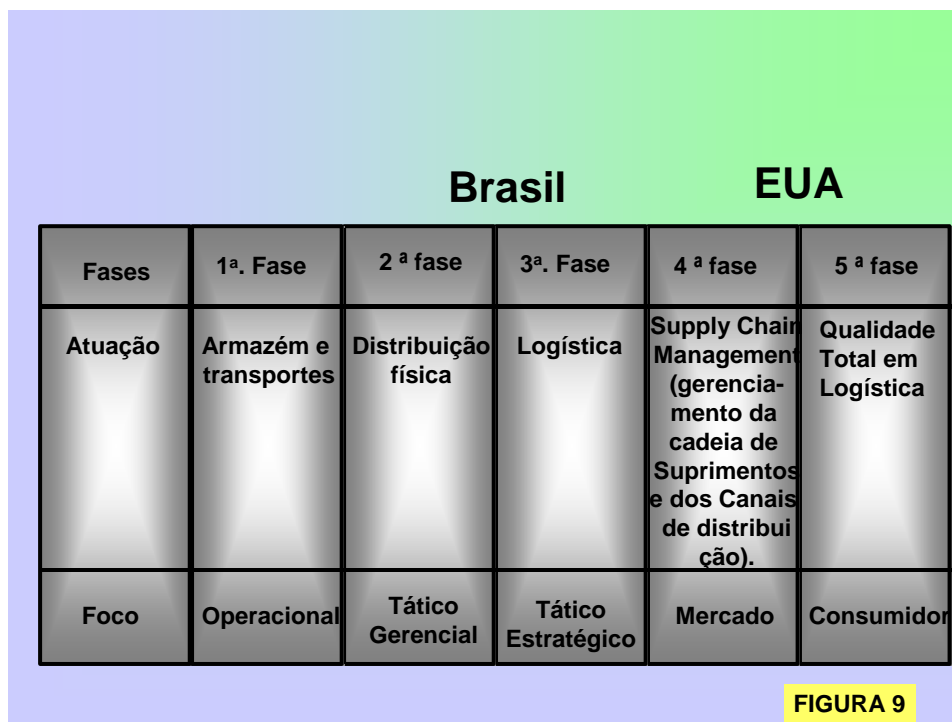 Brasil EUA
Fases 1ª. Fase 2 ª fase 3ª. Fase 4 ª fase 5 ª fase
Atuação
Armazém e
transportes
Distribuição
física
Logística
Supply Chain
Management
(gerencia-
mento da
cadeia de
Suprimentos
e dos Canais
de distribui
ção).
Qualidade
Total em
Logística
Foco
Operacional
Tático
Gerencial
Tático
Estratégico
Mercado
Consumidor
FIGURA 9